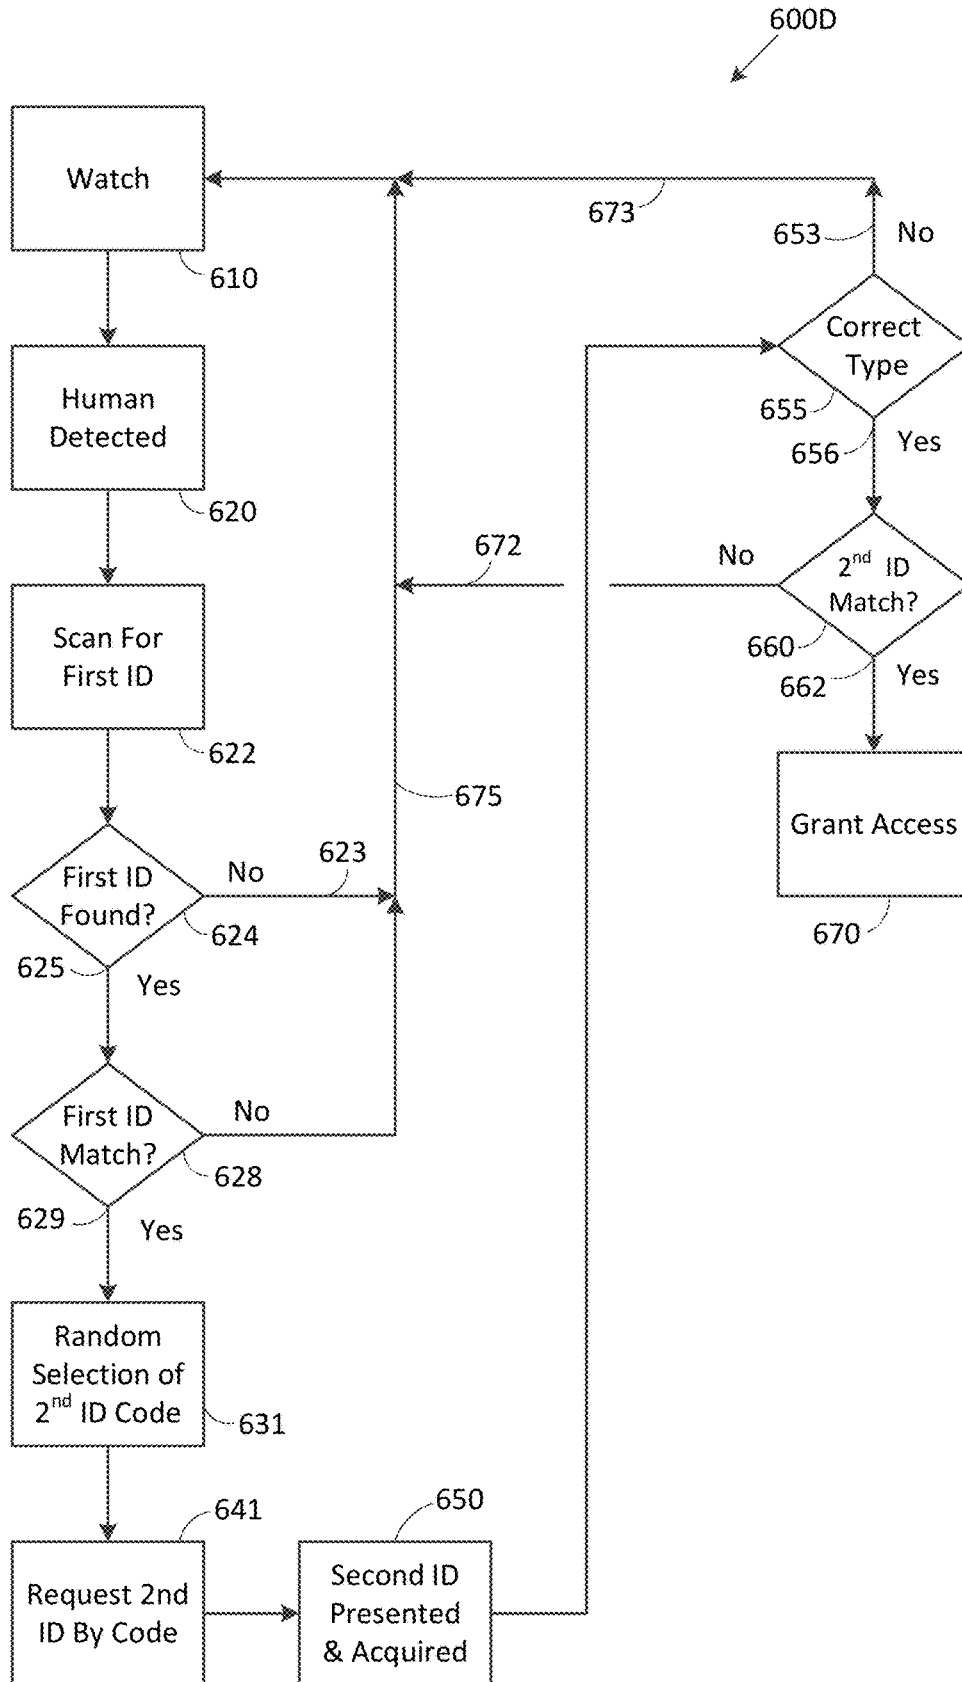 600D
Watch
610
673
653
No
Human
Detected
620
Correct
Type
655
656
Yes
Scan For
First ID
622
672
No
2nd ID
Match?
660
662
Yes
675
Grant Access
670
First ID
Found?
624
No
623
625
Yes
First ID
Match?
628
No
629
Yes
Random
Selection of
2nd ID Code
631
641
Request 2nd
ID By Code
650
Second ID
Presented
& Acquired